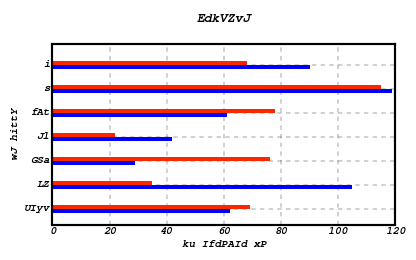 EdkVZvJ
wJ hittY
i
s
fAt
Jl
GSa
LZ
UIyv
0 20 40 60 80 100 120
ku IfdPAId xP